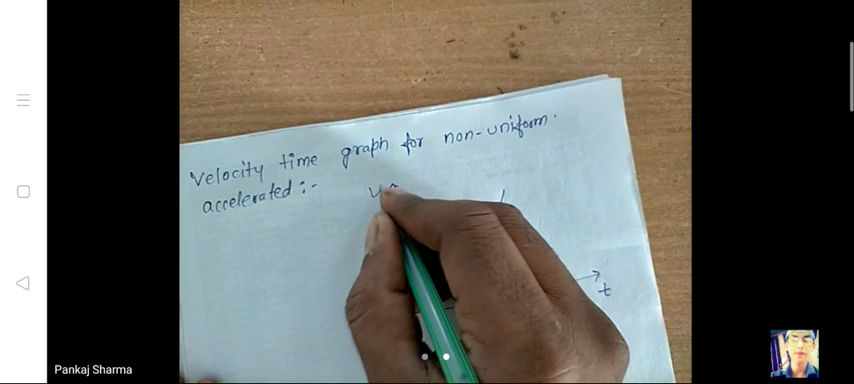 Velocity time graph for non-uniform.
accelerated :-
v
t
Pankaj Sharma